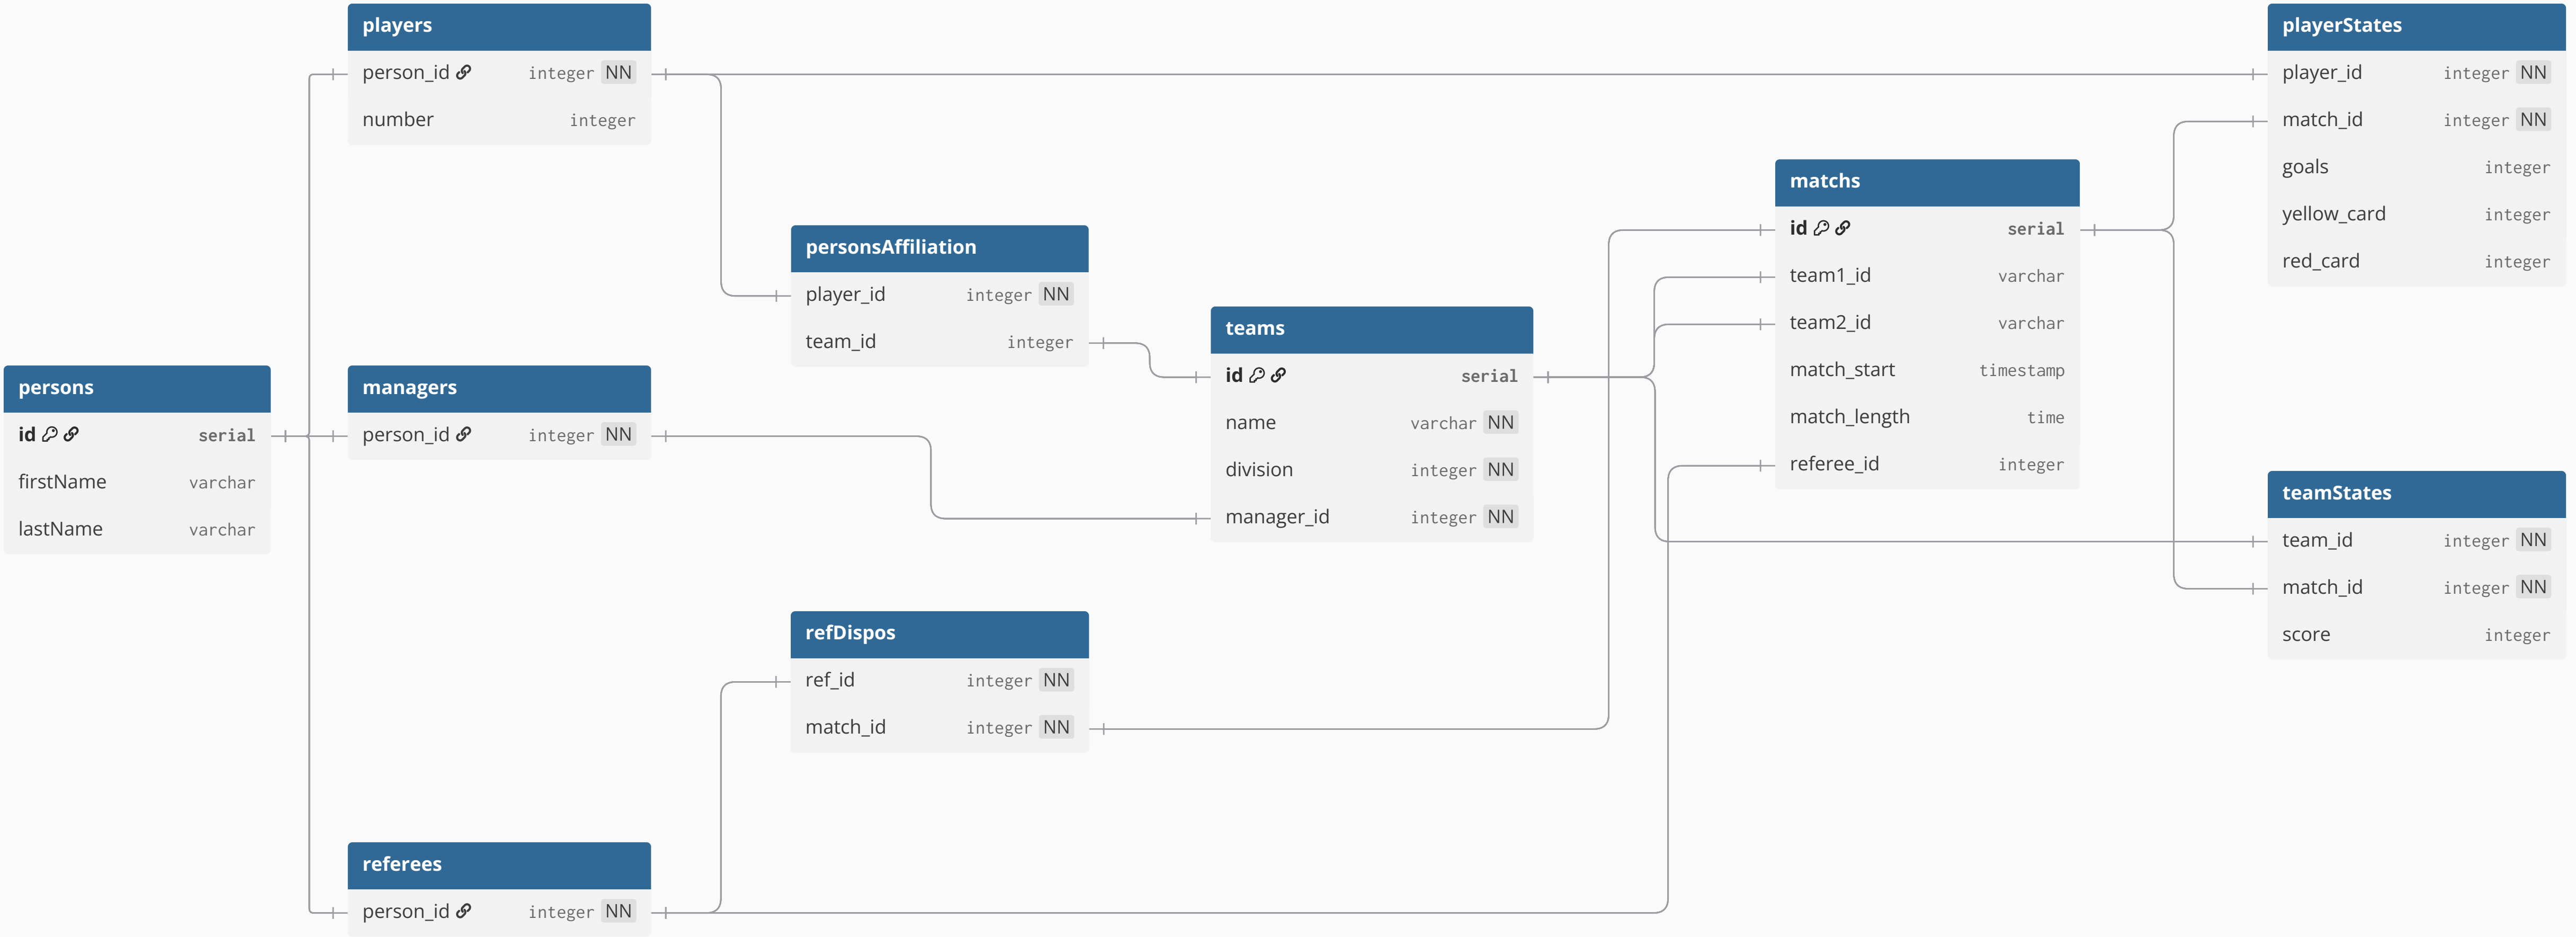 players
person_id integer NN
number integer
playerStates
player_id integer NN
match_id integer NN
goals integer
yellow_card integer
red_card integer
matchs
id serial
team1_id varchar
team2_id varchar
match_start timestamp
match_length time
referee_id integer
personsAffiliation
player_id integer NN
team_id integer
teams
id serial
name varchar NN
division integer NN
manager_id integer NN
persons
id serial
firstName varchar
lastName varchar
managers
person_id integer NN
teamStates
team_id integer NN
match_id integer NN
score integer
refDispos
ref_id integer NN
match_id integer NN
referees
person_id integer NN